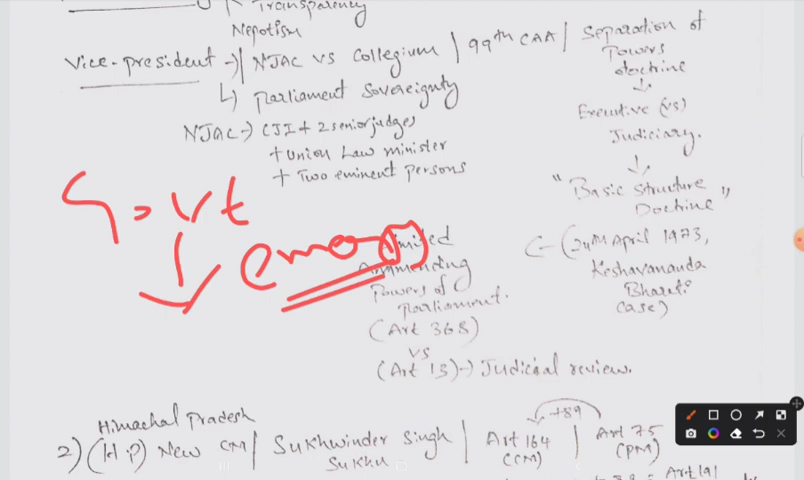 Transparency
Nepotism
Vice-president → | NJAC vs Collegium | 99th CAA | Separation of
Powers
doctrine
↳ Parliament Sovereignty
↓
Executive (vs)
Judiciary.
NJAC → CJI + 2 senior judges
+ Union Law minister
+ Two eminent persons
↓
"Basic Structure"
Doctrine
Govt
↓
Limited
Ammending
Powers of
Parliament.
(Art 368)
vs
(Art 13) → Judicial review.
← (24th April 1973,
Keshavananda
Bharati
case)
Himachal Pradesh
2) (H.P) New CM | Sukhwinder Singh | Art 164 | Art 75
Sukhu (CM) (PM)
+89